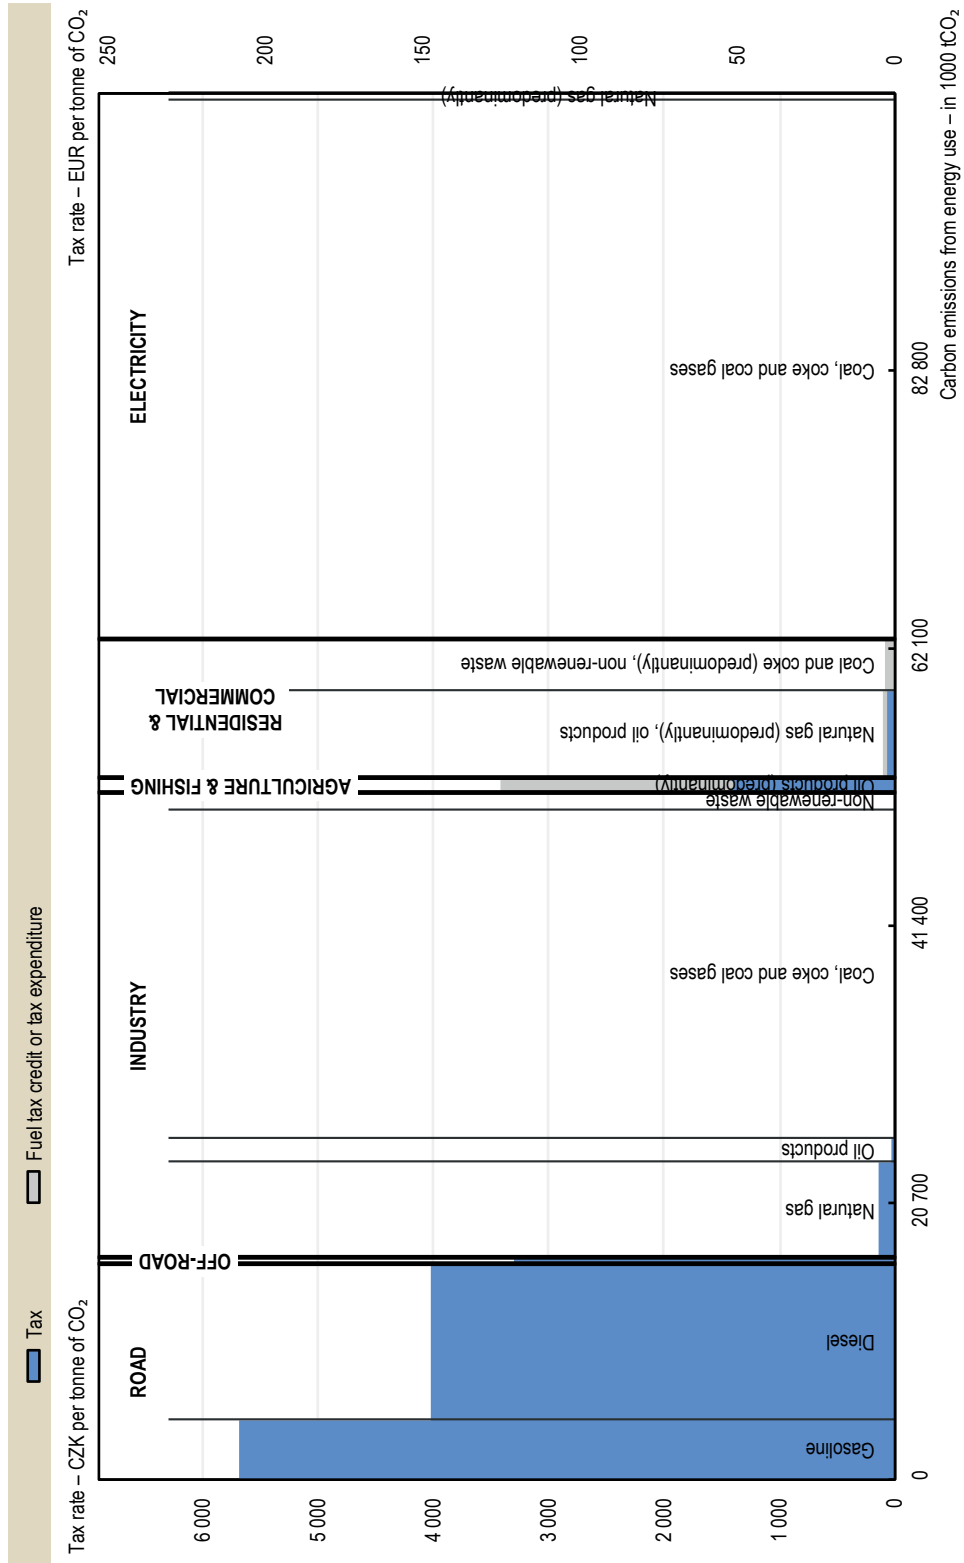 Tax
Fuel tax credit or tax expenditure
Tax rate – CZK per tonne of CO₂
Tax rate – EUR per tonne of CO₂
6 000
5 000
4 000
3 000
2 000
1 000
0
250
200
150
100
50
0
ROAD
OFF-ROAD
INDUSTRY
AGRICULTURE & FISHING
RESIDENTIAL &
COMMERCIAL
ELECTRICITY
Gasoline
Diesel
Natural gas
Oil products
Coal, coke and coal gases
Non-renewable waste
Oil products (predominantly)
Natural gas (predominantly), oil products
Coal and coke (predominantly), non-renewable waste
Coal, coke and coal gases
Natural gas (predominantly)
0
20 700
41 400
62 100
82 800
Carbon emissions from energy use – in 1000 tCO₂